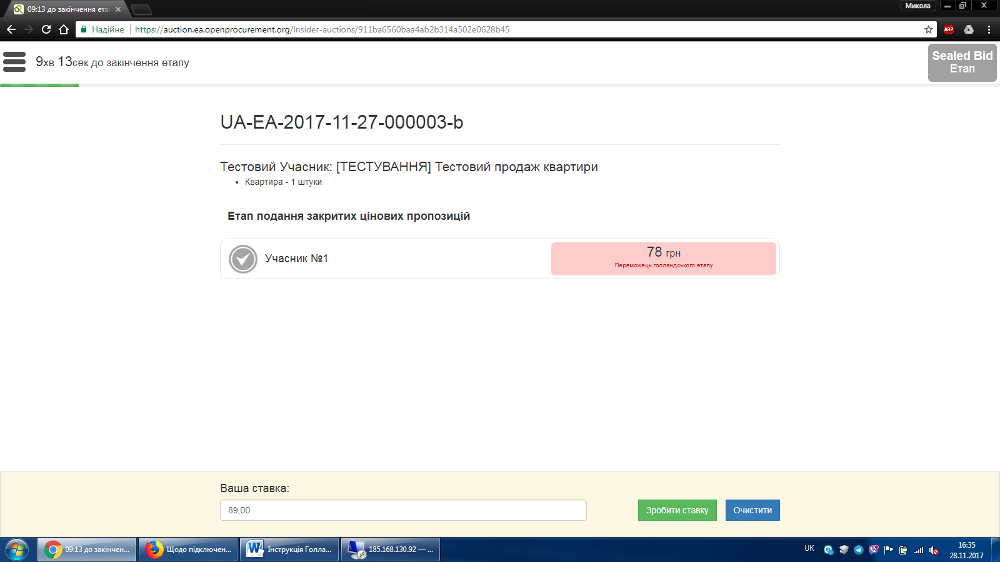 09:13 до закінчення ета
Микола
Надійне
https://auction.ea.openprocurement.org/insider-auctions/911ba6560baa4ab2b314a502e0628b45
ABP
9хв 13сек до закінчення етапу
Sealed Bid
Етап
UA-EA-2017-11-27-000003-b
Тестовий Учасник: [ТЕСТУВАННЯ] Тестовий продаж квартири
• Квартира - 1 штуки
Етап подання закритих цінових пропозицій
Учасник №1
78 грн
Переможець голландського етапу
Ваша ставка:
89,00
Зробити ставку
Очистити
09:13 до закінчен...
Щодо підключен...
Інструкція Голла...
185.168.130.92 — ...
UK
16:35
28.11.2017